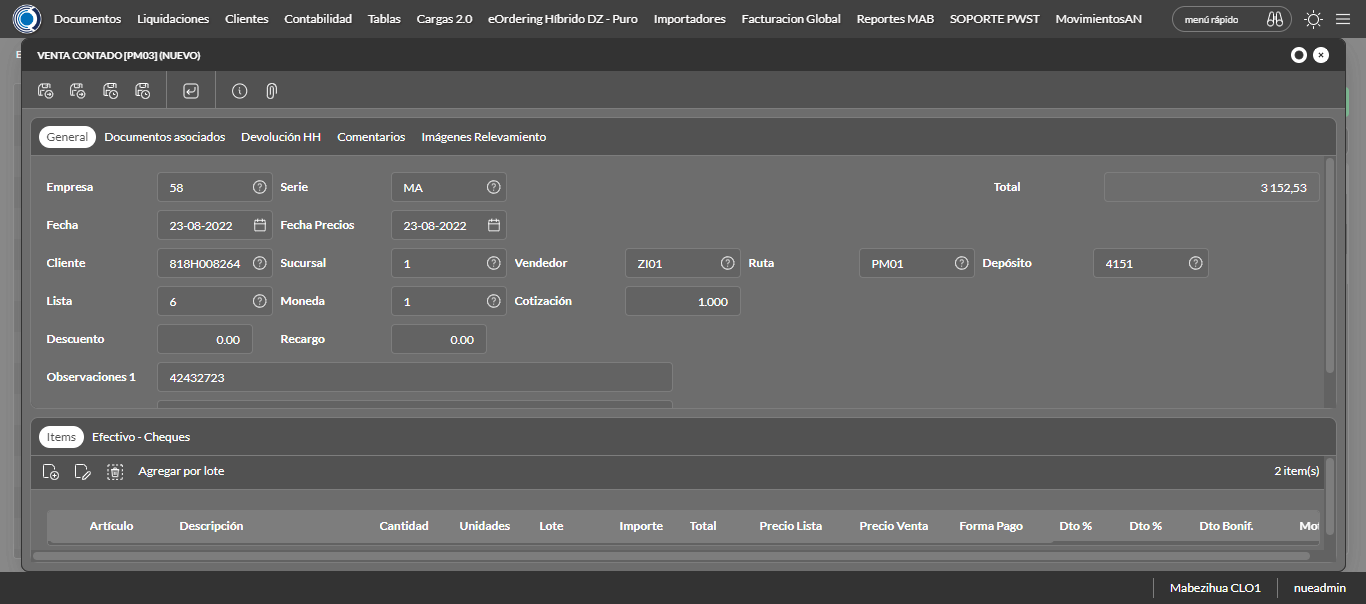 Documentos Liquidaciones Clientes Contabilidad Tablas Cargas 2.0 eOrdering Híbrido DZ - Puro Importadores Facturacion Global Reportes MAB SOPORTE PWST MovimientosAN menú rápido
VENTA CONTADO [PM03] (NUEVO)
General Documentos asociados Devolución HH Comentarios Imágenes Relevamiento
Empresa 58 Serie MA Total 3 152,53
Fecha 23-08-2022 Fecha Precios 23-08-2022
Cliente 818H008264 Sucursal 1 Vendedor ZI01 Ruta PM01 Depósito 4151
Lista 6 Moneda 1 Cotización 1.000
Descuento 0.00 Recargo 0.00
Observaciones 1 42432723
Items Efectivo - Cheques
Agregar por lote 2 item(s)
Artículo Descripción Cantidad Unidades Lote Importe Total Precio Lista Precio Venta Forma Pago Dto % Dto % Dto Bonif.
Mabezihua CLO1 nueadmin